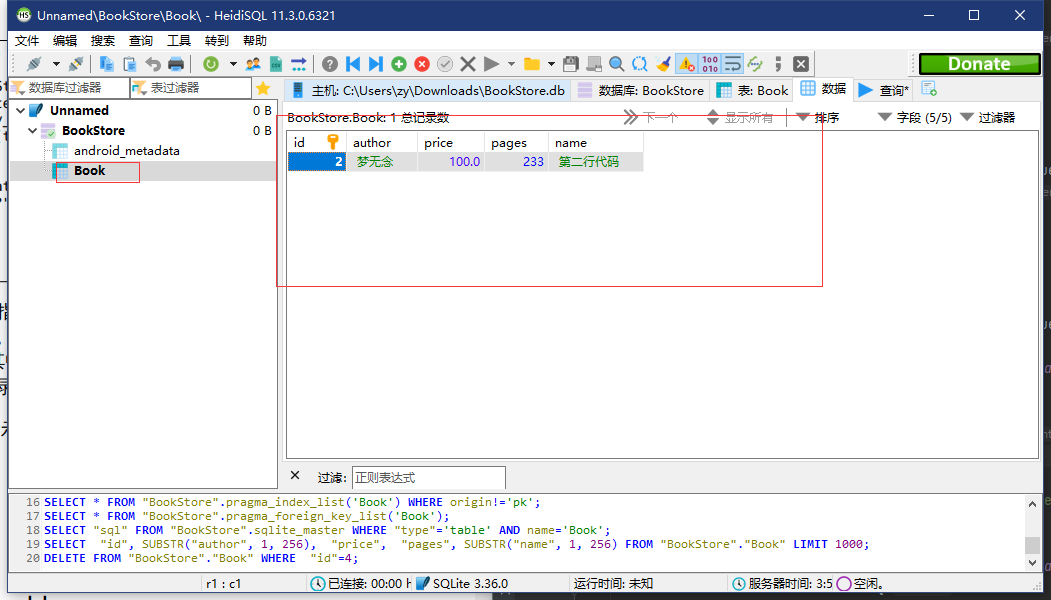 Unnamed\BookStore\Book\ - HeidiSQL 11.3.0.6321
文件 编辑 搜索 查询 工具 转到 帮助
Donate
数据库过滤器 表过滤器
主机: C:\Users\zy\Downloads\BookStore.db 数据库: BookStore 表: Book 数据 查询*
Unnamed 0 B
BookStore 0 B
android_metadata
Book
BookStore.Book: 1 总记录数 下一个 显示所有 排序 字段 (5/5) 过滤器
id author price pages name
2 梦无念 100.0 233 第二行代码
过滤: 正则表达式
16 SELECT * FROM "BookStore".pragma_index_list('Book') WHERE origin!='pk';
17 SELECT * FROM "BookStore".pragma_foreign_key_list('Book');
18 SELECT "sql" FROM "BookStore".sqlite_master WHERE "type"='table' AND name='Book';
19 SELECT  "id", SUBSTR("author", 1, 256),  "price",  "pages", SUBSTR("name", 1, 256) FROM "BookStore"."Book" LIMIT 1000;
20 DELETE FROM "BookStore"."Book" WHERE  "id"=4;
r1 : c1 已连接: 00:00 SQLite 3.36.0 运行时间: 未知 服务器时间: 3:5 空闲。